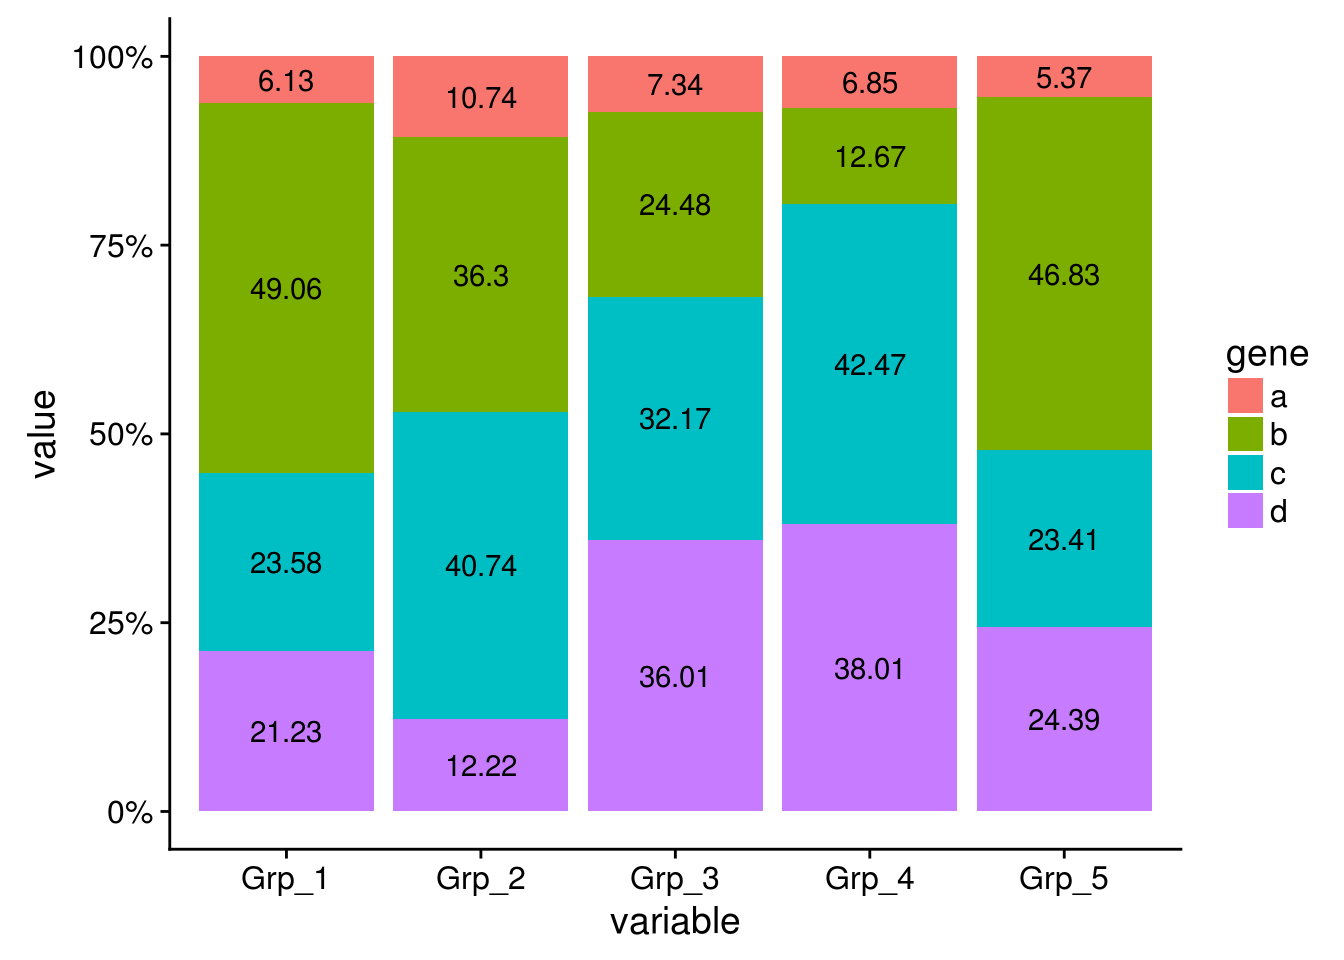 value
100%
75%
50%
25%
0%
6.13
10.74
7.34
6.85
5.37
49.06
36.3
24.48
12.67
46.83
23.58
40.74
32.17
42.47
23.41
21.23
12.22
36.01
38.01
24.39
Grp_1
Grp_2
Grp_3
Grp_4
Grp_5
variable
gene
a
b
c
d